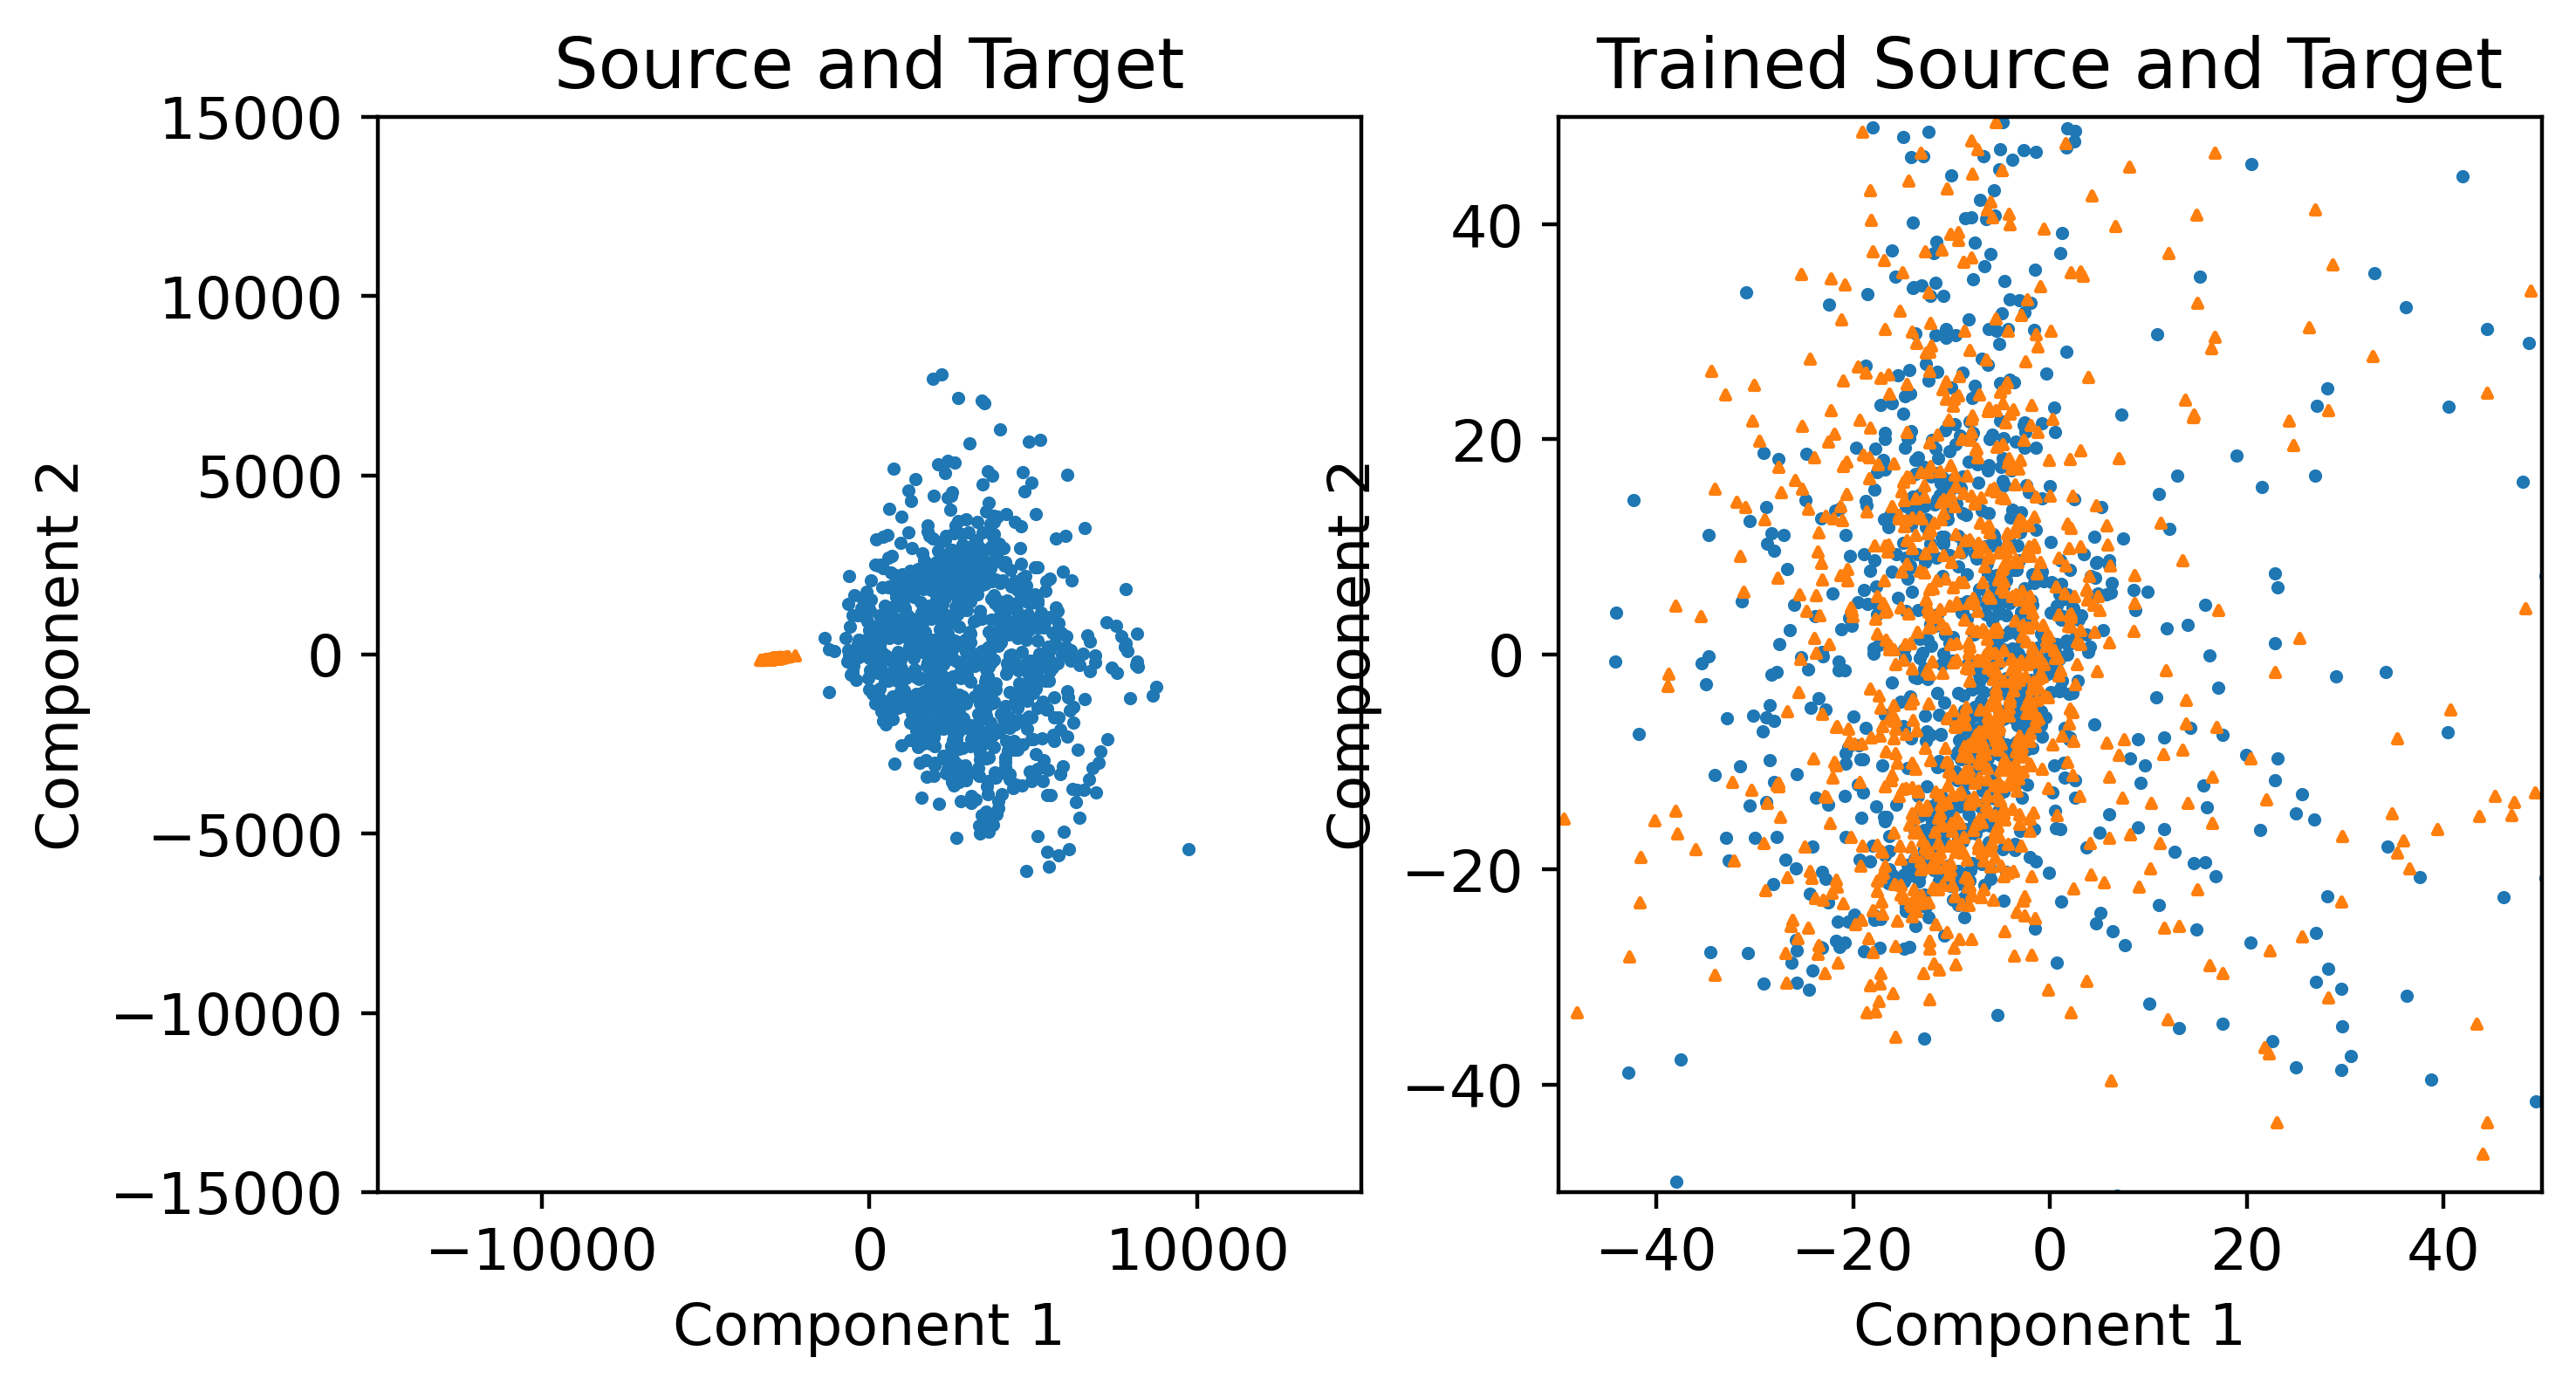 Source and Target
15000
10000
5000
0
−5000
−10000
−15000
Component 2
−10000 0 10000
Component 1
Trained Source and Target
40
20
0
−20
−40
Component 2
−40 −20 0 20 40
Component 1